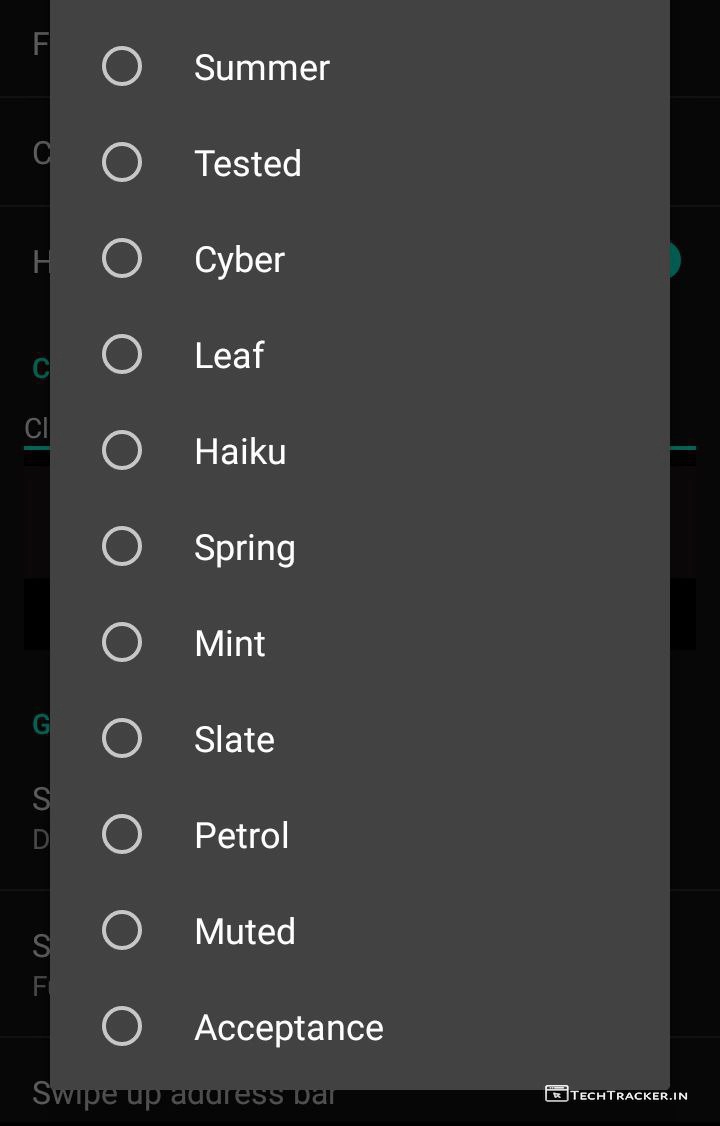 Summer
Tested
Cyber
Leaf
Haiku
Spring
Mint
Slate
Petrol
Muted
Acceptance
Swipe up address bar
TECHTRACKER.IN